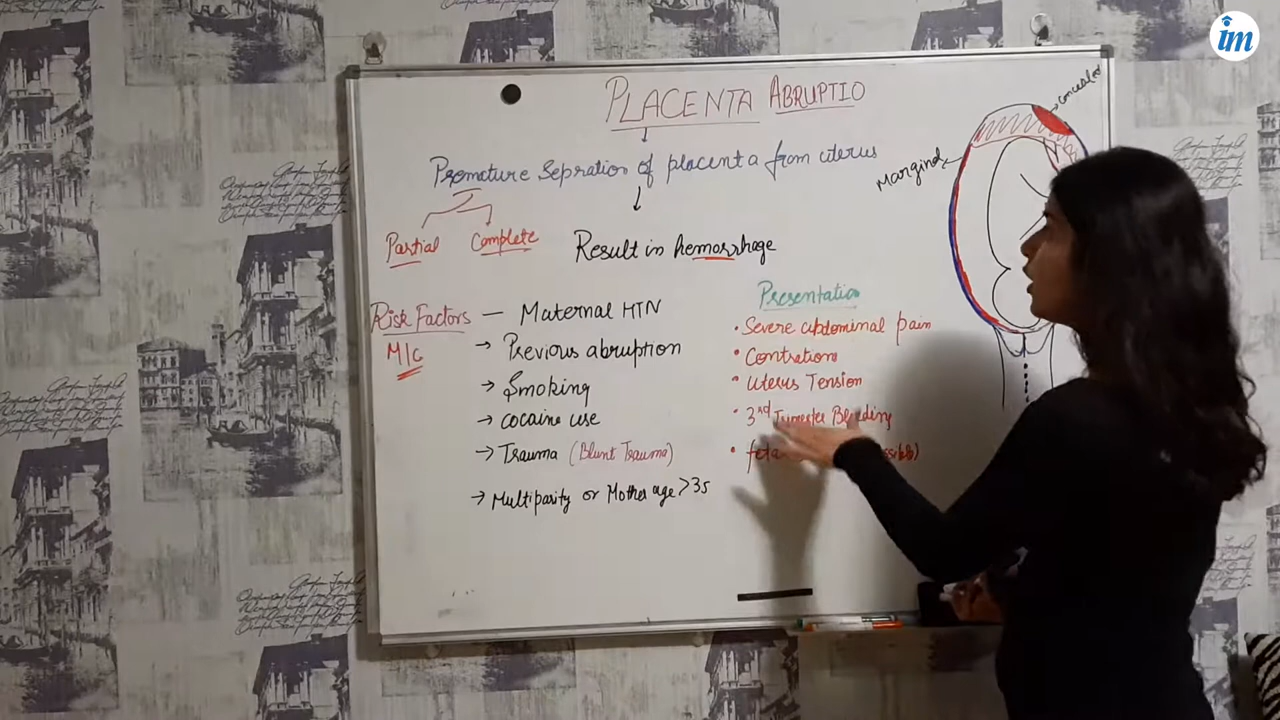 im
PLACENTA ABRUPTIO
Premature Sepration of placenta from uterus
Partial Complete
Result in hemorrhage
concealed
Marginal
Risk Factors
M/C
— Maternal HTN
→ Previous abruption
→ Smoking
→ cocaine use
→ Trauma (Blunt Trauma)
→ Multiparity or Mother age >35
Presentation
• Severe abdominal pain
• Contrations
• Uterus Tension
• 3rd Trimester Bleeding
•